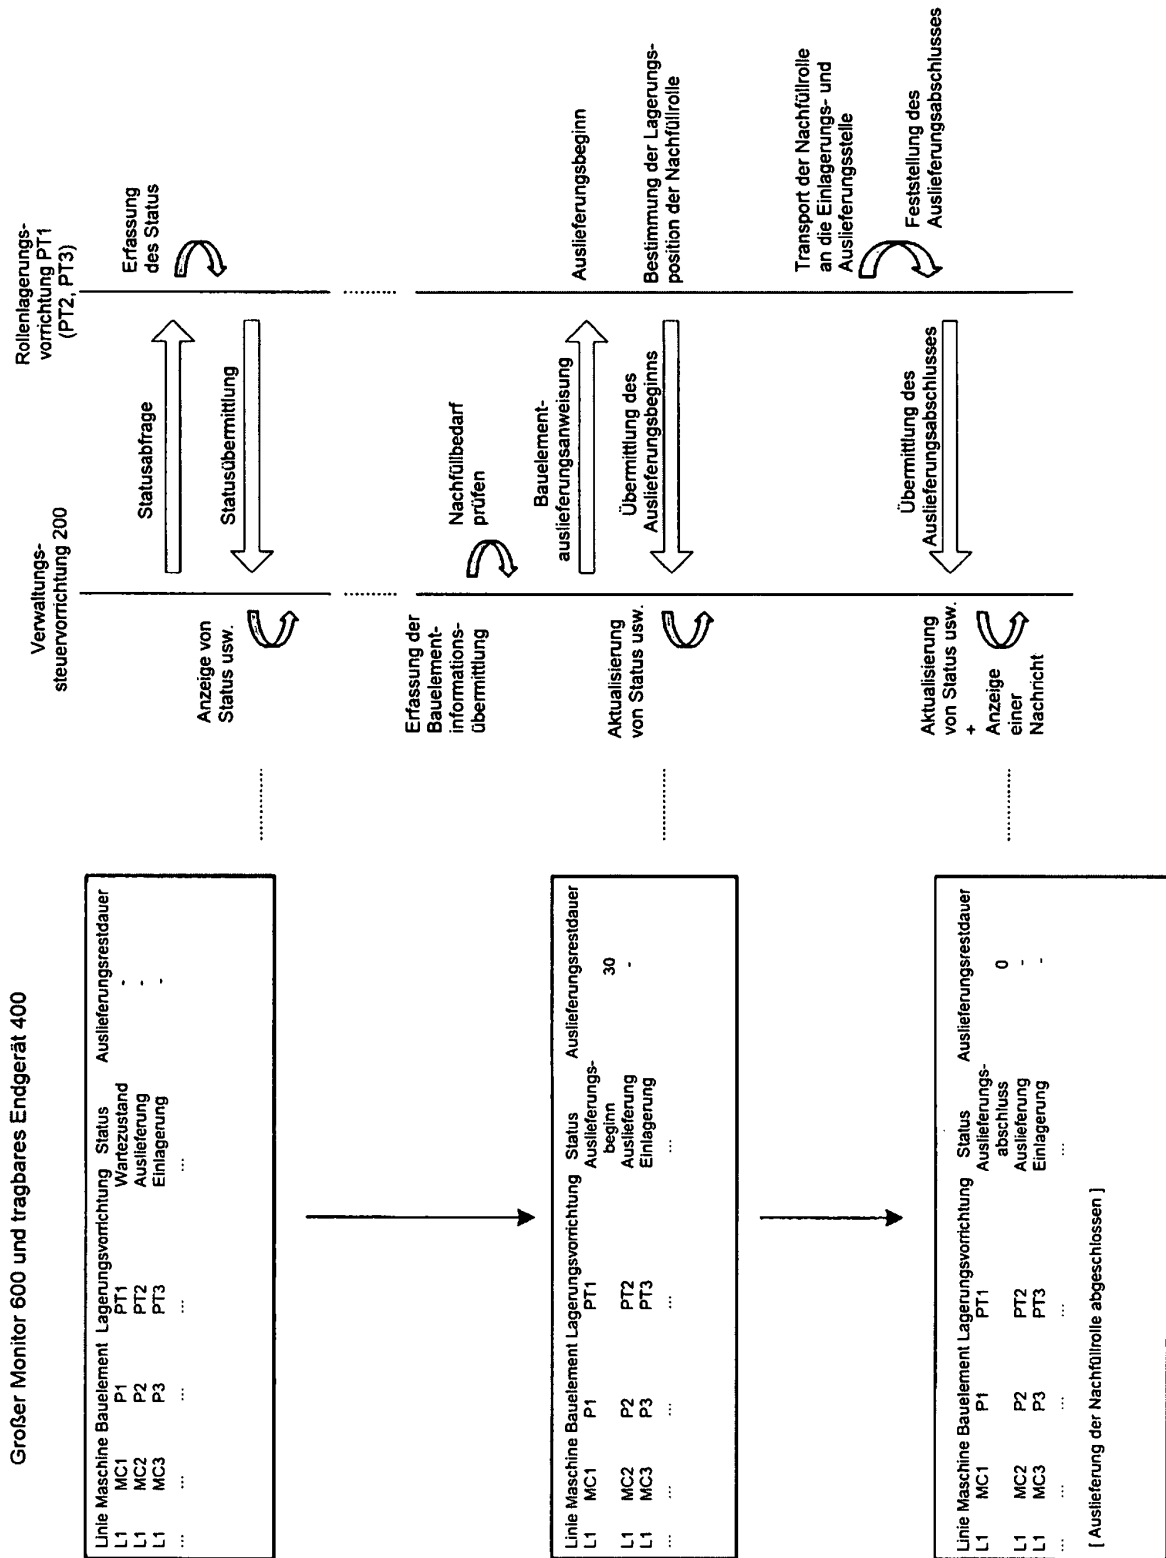 Großer Monitor 600 und tragbares Endgerät 400
Linie Maschine Bauelement Lagerungsvorrichtung Status Auslieferungsrestdauer
L1 MC1 P1 PT1 Wartezustand -
L1 MC2 P2 PT2 Auslieferung -
L1 MC3 P3 PT3 Einlagerung -
... ... ... ... ...
Linie Maschine Bauelement Lagerungsvorrichtung Status Auslieferungsrestdauer
L1 MC1 P1 PT1 Auslieferungs-
beginn 30
L1 MC2 P2 PT2 Auslieferung -
L1 MC3 P3 PT3 Einlagerung
... ... ... ... ...
Linie Maschine Bauelement Lagerungsvorrichtung Status Auslieferungsrestdauer
L1 MC1 P1 PT1 Auslieferungs-
abschluss 0
L1 MC2 P2 PT2 Auslieferung -
L1 MC3 P3 PT3 Einlagerung -
... ... ... ... ...
[ Auslieferung der Nachfüllrolle abgeschlossen ]
Verwaltungs-
steuervorrichtung 200
Rollenlagerungs-
vorrichtung PT1
(PT2, PT3)
Statusabfrage
Erfassung
des Status
Statusübermittlung
Anzeige von
Status usw.
Erfassung der
Bauelement-
informations-
übermittlung
Nachfüllbedarf
prüfen
Bauelement-
auslieferungsanweisung
Auslieferungsbeginn
Übermittlung des
Auslieferungsbeginns
Aktualisierung
von Status usw.
Bestimmung der Lagerungs-
position der Nachfüllrolle
Transport der Nachfüllrolle
an die Einlagerungs- und
Auslieferungsstelle
Feststellung des
Auslieferungsabschlusses
Übermittlung des
Auslieferungsabschlusses
Aktualisierung
von Status usw.
+
Anzeige
einer
Nachricht